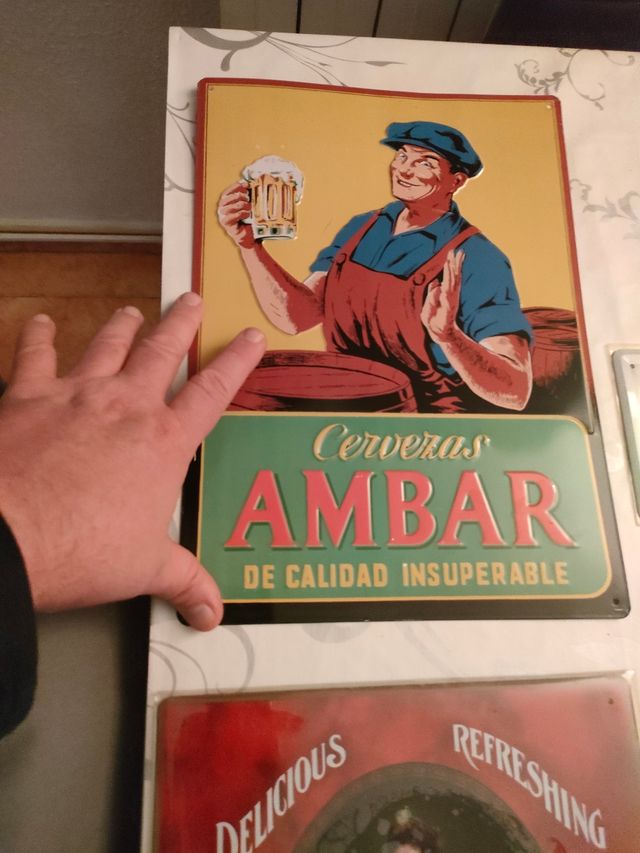 Cervezas
AMBAR
DE CALIDAD INSUPERABLE
DELICIOUS
REFRESHING